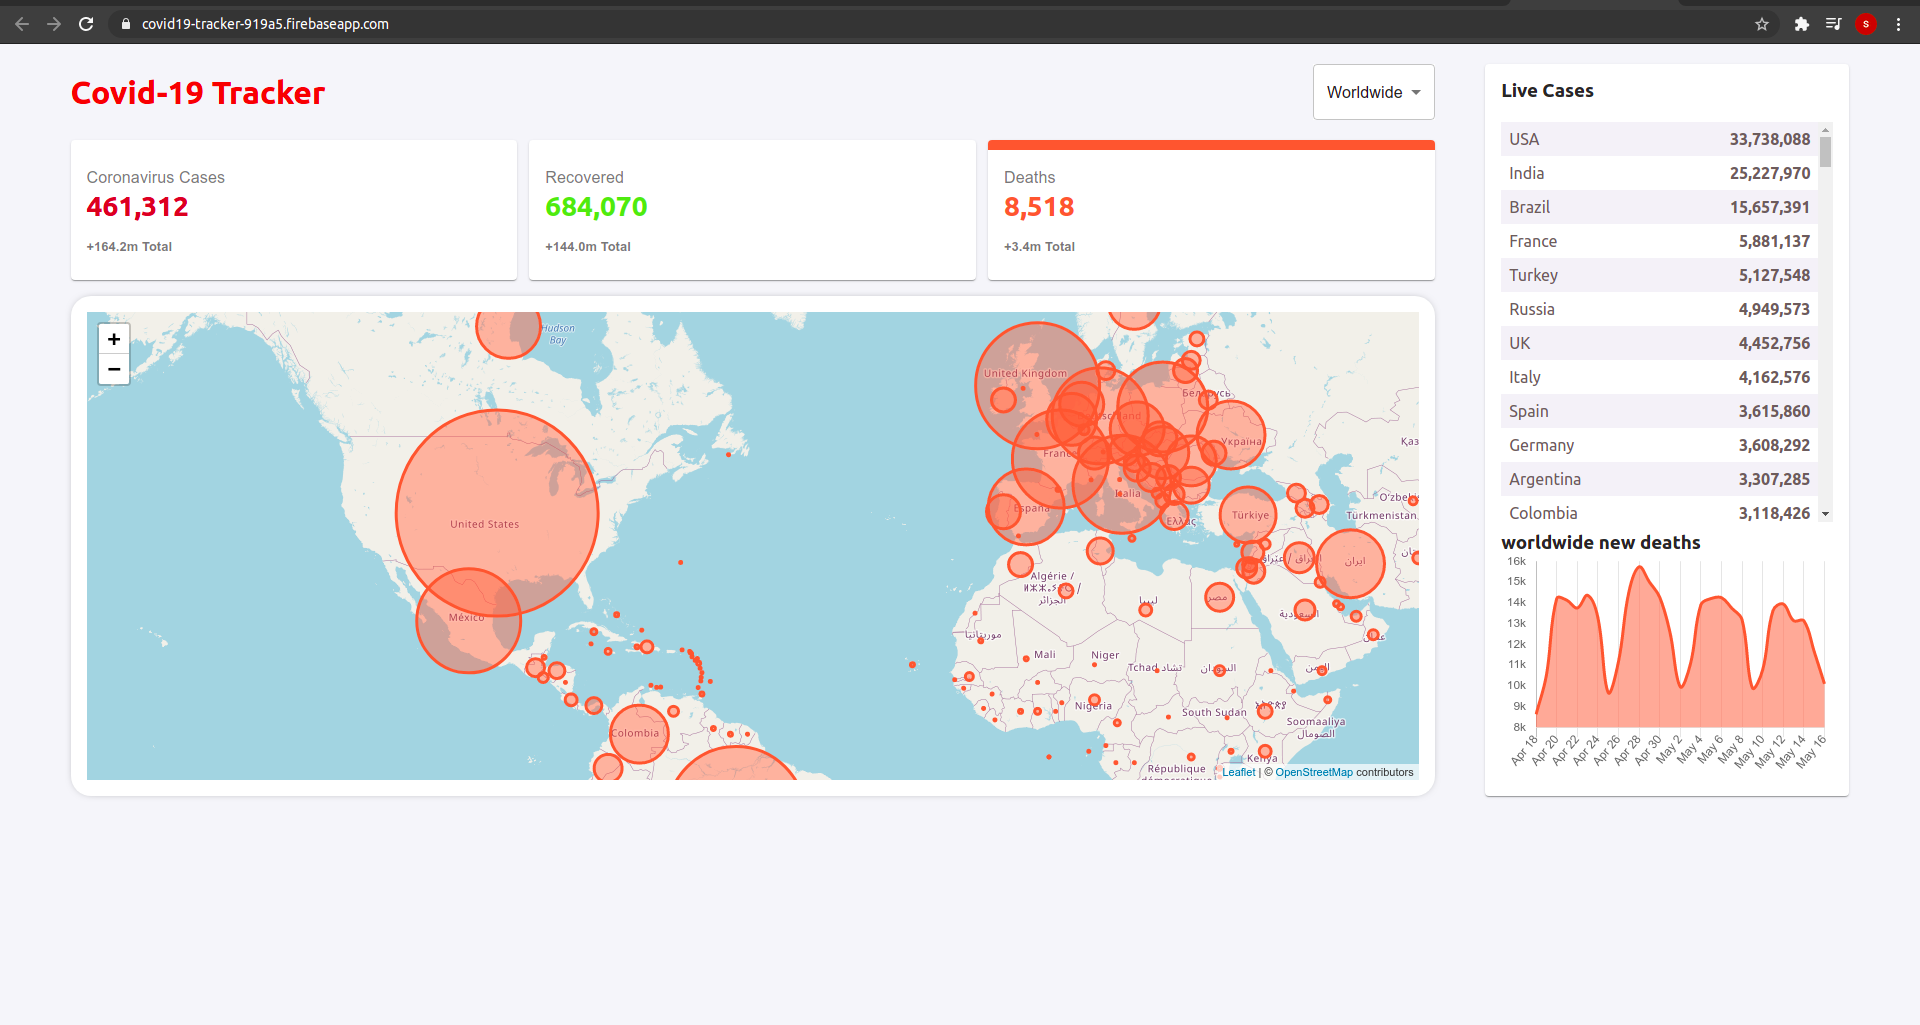 covid19-tracker-919a5.firebaseapp.com
S
Covid-19 Tracker
Worldwide
Coronavirus Cases
461,312
+164.2m Total
Recovered
684,070
+144.0m Total
Deaths
8,518
+3.4m Total
+
−
Hudson
Bay
United Kingdom
Беларусь
Україна
France
Italia
España
Ελλάς
Türkiye
Қаз
Türkmenistan
United States
México
Algérie /
الجزائر
ليبيا
مصر
السعودية
ايران
عمان
موريتانيا
Mali
Niger
Tchad تشاد
السودان
اليمن
Nigeria
South Sudan
Soomaaliya
الصومال
Colombia
Kenya
République
Leaflet | © OpenStreetMap contributors
Live Cases
USA 33,738,088
India 25,227,970
Brazil 15,657,391
France 5,881,137
Turkey 5,127,548
Russia 4,949,573
UK 4,452,756
Italy 4,162,576
Spain 3,615,860
Germany 3,608,292
Argentina 3,307,285
Colombia 3,118,426
worldwide new deaths
16k
15k
14k
13k
12k
11k
10k
9k
8k
Apr 18 Apr 20 Apr 22 Apr 24 Apr 26 Apr 28 Apr 30 May 2 May 4 May 6 May 8 May 10 May 12 May 14 May 16